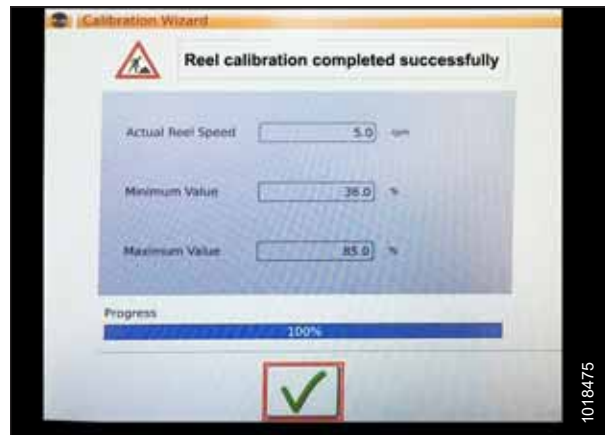 Calibration Wizard
Reel calibration completed successfully
Actual Reel Speed 5.0 rpm
Minimum Value 36.0 %
Maximum Value 85.0 %
Progress
100%
1018475